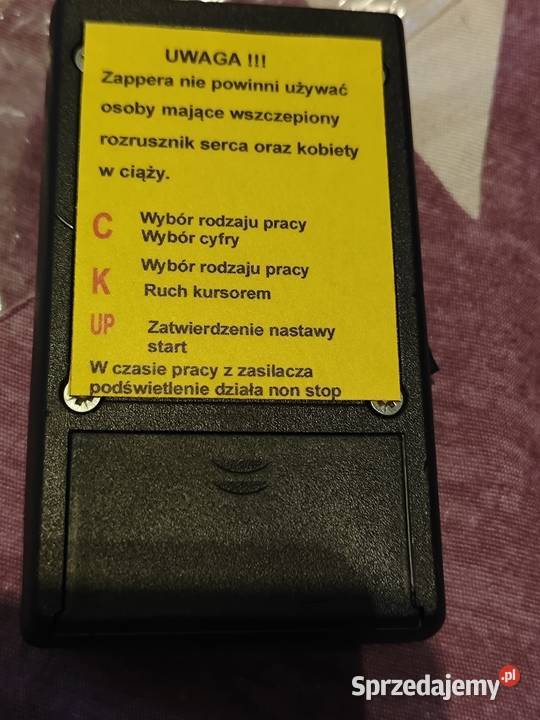 UWAGA !!!
Zappera nie powinni używać
osoby mające wszczepiony
rozrusznik serca oraz kobiety
w ciąży.
C Wybór rodzaju pracy
Wybór cyfry
K Wybór rodzaju pracy
Ruch kursorem
UP Zatwierdzenie nastawy
start
W czasie pracy z zasilacza
podświetlenie działa non stop
Sprzedajemy.pl